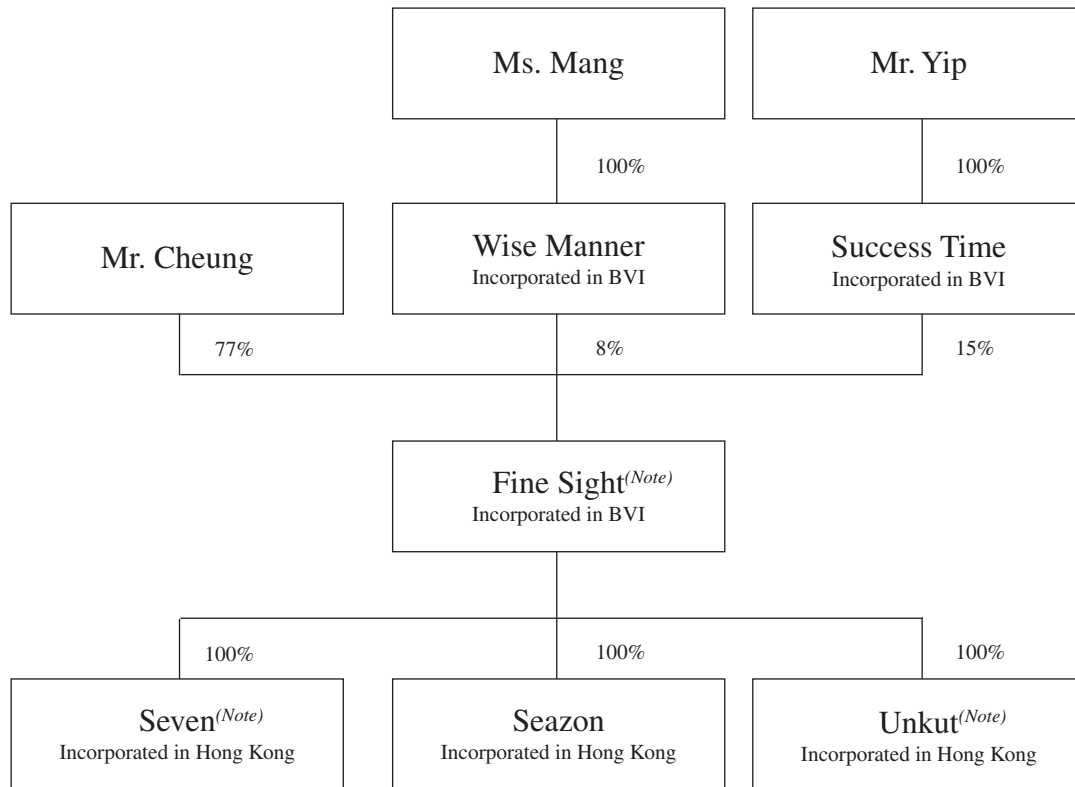 Ms. Mang
Mr. Yip
100%
100%
Mr. Cheung
Wise Manner
Incorporated in BVI
Success Time
Incorporated in BVI
77%
8%
15%
Fine Sight(Note)
Incorporated in BVI
100%
100%
100%
Seven(Note)
Incorporated in Hong Kong
Seazon
Incorporated in Hong Kong
Unkut(Note)
Incorporated in Hong Kong